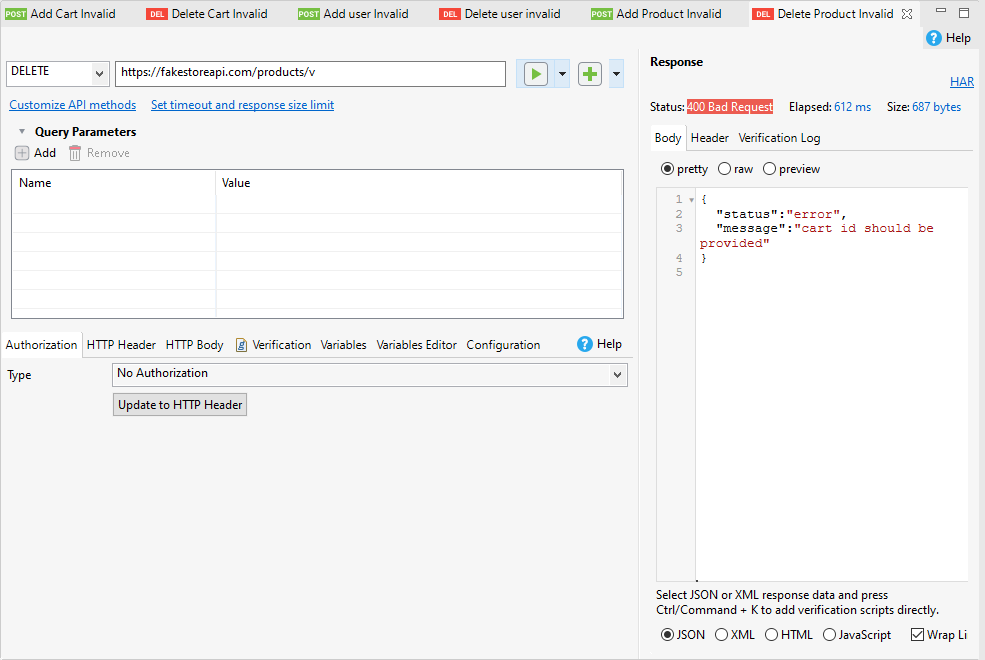 POST Add Cart Invalid DEL Delete Cart Invalid POST Add user Invalid DEL Delete user invalid POST Add Product Invalid DEL Delete Product Invalid
Help
DELETE https://fakestoreapi.com/products/v
Customize API methods Set timeout and response size limit
Query Parameters
Add Remove
Name Value
Authorization HTTP Header HTTP Body Verification Variables Variables Editor Configuration Help
Type No Authorization
Update to HTTP Header
Response
HAR
Status: 400 Bad Request Elapsed: 612 ms Size: 687 bytes
Body Header Verification Log
pretty raw preview
1 {
2 "status":"error",
3 "message":"cart id should be
provided"
4 }
5
Select JSON or XML response data and press
Ctrl/Command + K to add verification scripts directly.
JSON XML HTML JavaScript Wrap Li